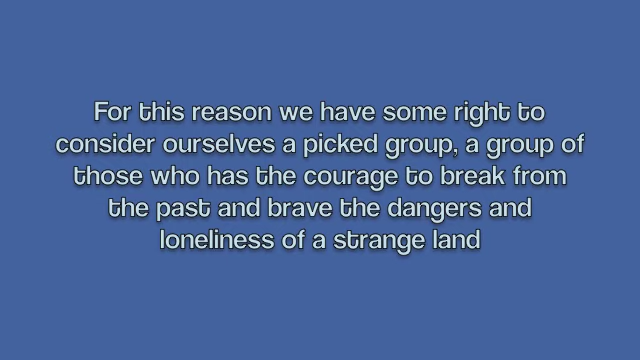 For this reason we have some right to
consider ourselves a picked group, a group of
those who has the courage to break from
the past and brave the dangers and
loneliness of a strange land